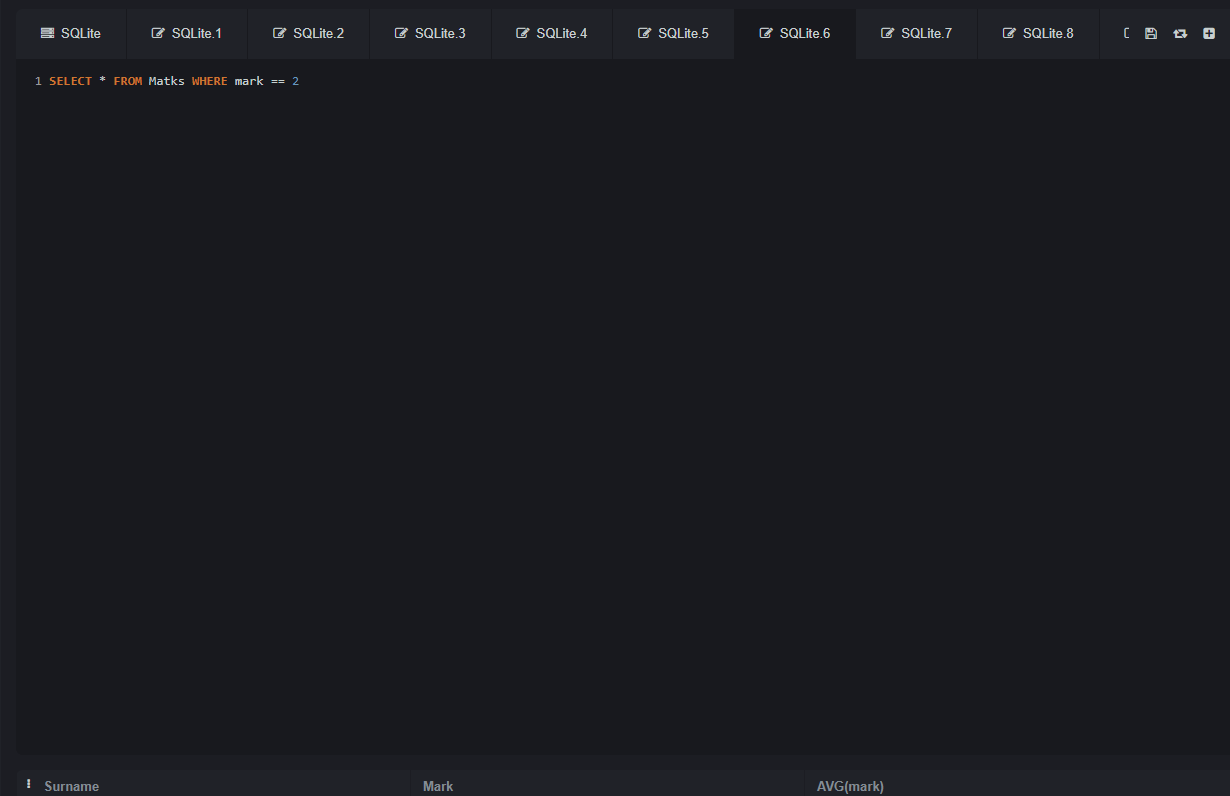 SQLite SQLite.1 SQLite.2 SQLite.3 SQLite.4 SQLite.5 SQLite.6 SQLite.7 SQLite.8
1 SELECT * FROM Matks WHERE mark == 2
Surname Mark AVG(mark)